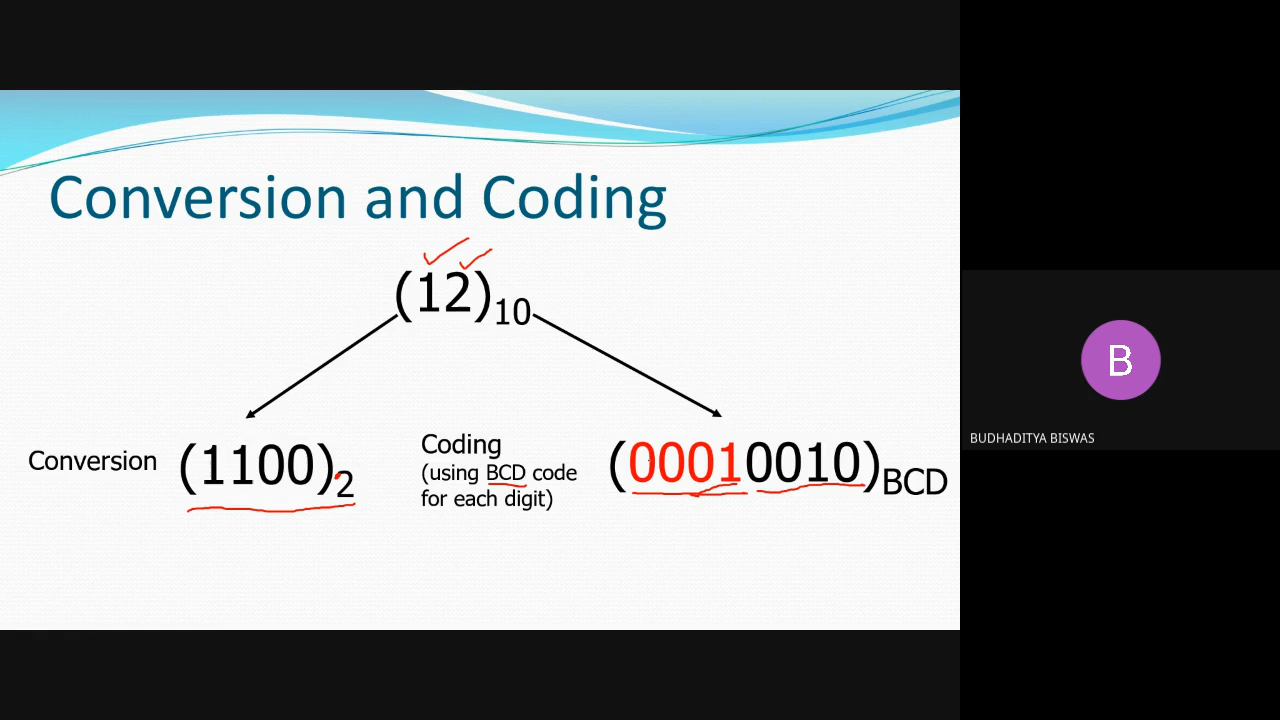 Conversion and Coding
(12)10
Conversion
(1100)2
Coding
(using BCD code
for each digit)
(00010010)BCD
B
BUDHADITYA BISWAS